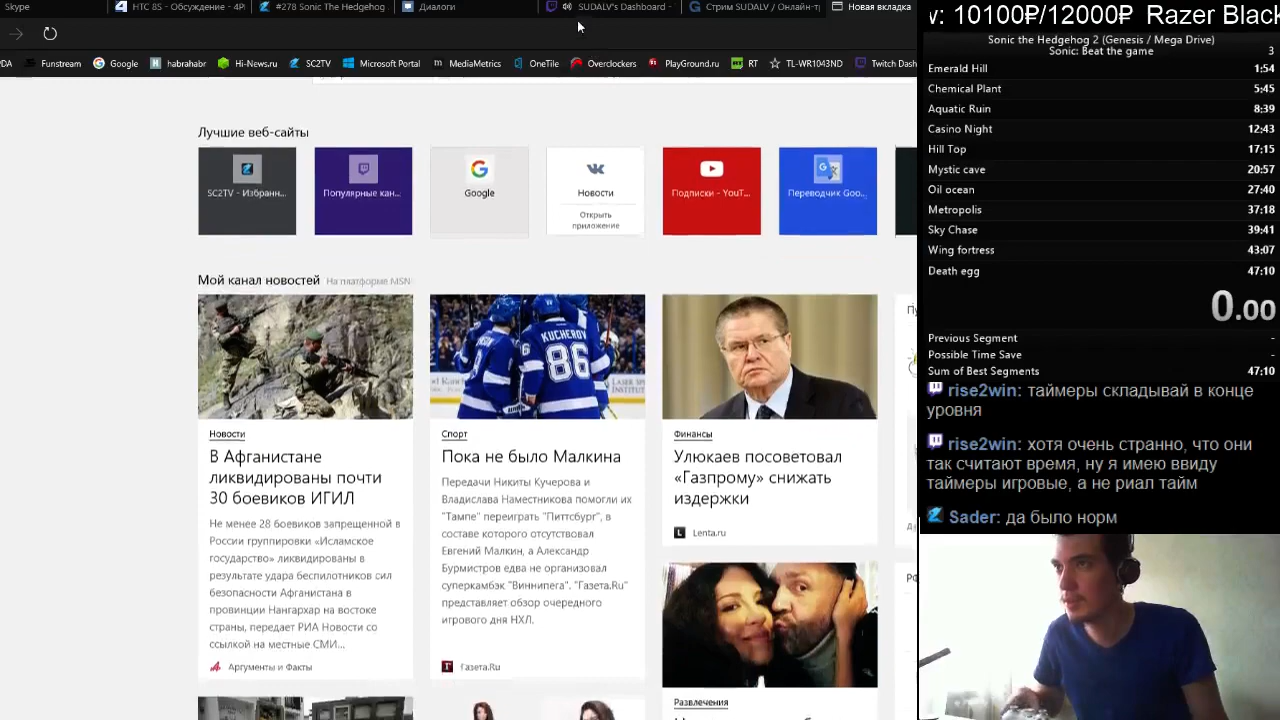 Skype
HTC 8S - Обсуждение - 4P
#278 Sonic The Hedgehog
Диалоги
SUDALV's Dashboard -
Стрим SUDALV / Онлайн-т
Новая вкладка
PDA
Funstream
Google
habrahabr
Hi-News.ru
SC2TV
Microsoft Portal
MediaMetrics
OneTile
Overclockers
PlayGround.ru
RT
TL-WR1043ND
Twitch Dash
Лучшие веб-сайты
SC2TV - Избранн...
Популярные кан...
Google
Новости
Открыть
приложение
Подписки - YouT...
Переводчик Goo...
Мой канал новостей
На платформе MSN
KUCHEROV
86
Новости
В Афганистане
ликвидированы почти
30 боевиков ИГИЛ
Не менее 28 боевиков запрещенной в
России группировки «Исламское
государство» ликвидированы в
результате удара беспилотников сил
безопасности Афганистана в
провинции Нангархар на востоке
страны, передает РИА Новости со
ссылкой на местные СМИ...
Аргументы и Факты
Спорт
Пока не было Малкина
Передачи Никиты Кучерова и
Владислава Наместникова помогли их
"Тампе" переиграть "Питтсбург", в
составе которого отсутствовал
Евгений Малкин, а Александр
Бурмистров едва не организовал
суперкамбэк "Виннипега". "Газета.Ru"
представляет обзор очередного
игрового дня НХЛ.
Газета.Ru
Финансы
Улюкаев посоветовал
«Газпрому» снижать
издержки
Lenta.ru
Развлечения
10100₽/12000₽ Razer Black
Sonic the Hedgehog 2 (Genesis / Mega Drive)
Sonic: Beat the game 3
Emerald Hill 1:54
Chemical Plant 5:45
Aquatic Ruin 8:39
Casino Night 12:43
Hill Top 17:15
Mystic cave 20:57
Oil ocean 27:40
Metropolis 37:18
Sky Chase 39:41
Wing fortress 43:07
Death egg 47:10
0.00
Previous Segment -
Possible Time Save -
Sum of Best Segments 47:10
rise2win: таймеры складывай в конце
уровня
rise2win: хотя очень странно, что они
так считают время, ну я имею ввиду
таймеры игровые, а не риал тайм
Sader: да было норм